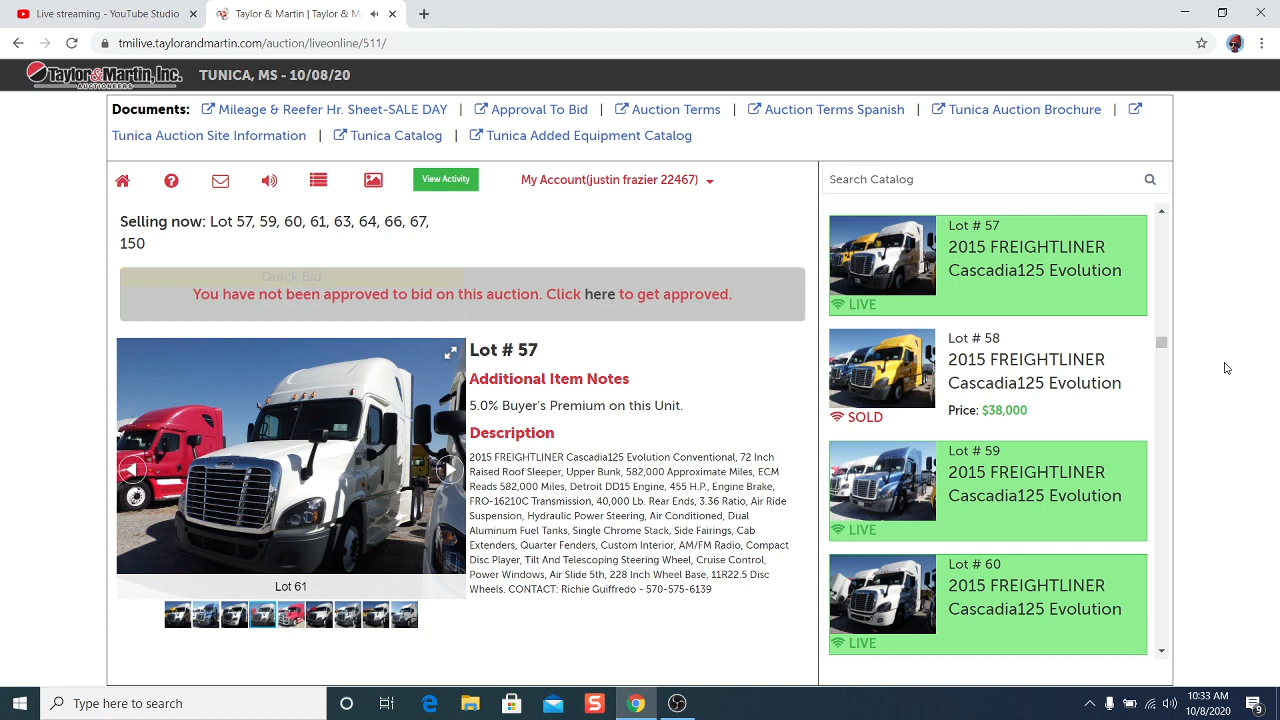 Live streaming - YouTube Studio
Taylor & Martin | Taylor & M
tmilive.taylorandmartin.com/auction/liveonline/511/
Taylor&Martin, Inc.
AUCTIONEERS
TUNICA, MS - 10/08/20
Documents: Mileage & Reefer Hr. Sheet-SALE DAY | Approval To Bid | Auction Terms | Auction Terms Spanish | Tunica Auction Brochure |
Tunica Auction Site Information | Tunica Catalog | Tunica Added Equipment Catalog
View Activity
My Account(justin frazier 22467)
Selling now: Lot 57, 59, 60, 61, 63, 64, 66, 67,
150
Quick Bid
You have not been approved to bid on this auction. Click here to get approved.
Lot 61
Lot # 57
Additional Item Notes
5.0% Buyer's Premium on this Unit.
Description
2015 FREIGHTLINER Cascadia125 Evolution Conventional, 72 Inch
Raised Roof Sleeper, Upper Bunk, 582,000 Approximate Miles, ECM
Reads 582,000 Miles, Detroit DD15 Engine, 455 H.P., Engine Brake,
FRO-16210C Transmission, 40,000 Lb. Rear Ends, 3.36 Ratio, Air Ride
Suspension, Hydraulic Power Steering, Air Conditioned, Dual
Aluminum Fuel Tanks, Single Chrome Stack, Side Fairings, Cab
Extenders, Quarter Fenders, Custom Interior, AM/FM Radio, Compact
Disc Player, Tilt And Telescoping Steering Wheel, Cruise Control,
Power Windows, Air Slide 5th, 228 Inch Wheel Base, 11R22.5 Disc
Wheels. CONTACT: Richie Guiffredo - 570-575-6139
Search Catalog
Lot # 57
2015 FREIGHTLINER
Cascadia125 Evolution
LIVE
Lot # 58
2015 FREIGHTLINER
Cascadia125 Evolution
Price: $38,000
SOLD
Lot # 59
2015 FREIGHTLINER
Cascadia125 Evolution
LIVE
Lot # 60
2015 FREIGHTLINER
Cascadia125 Evolution
LIVE
Type here to search
10:33 AM
10/8/2020
9